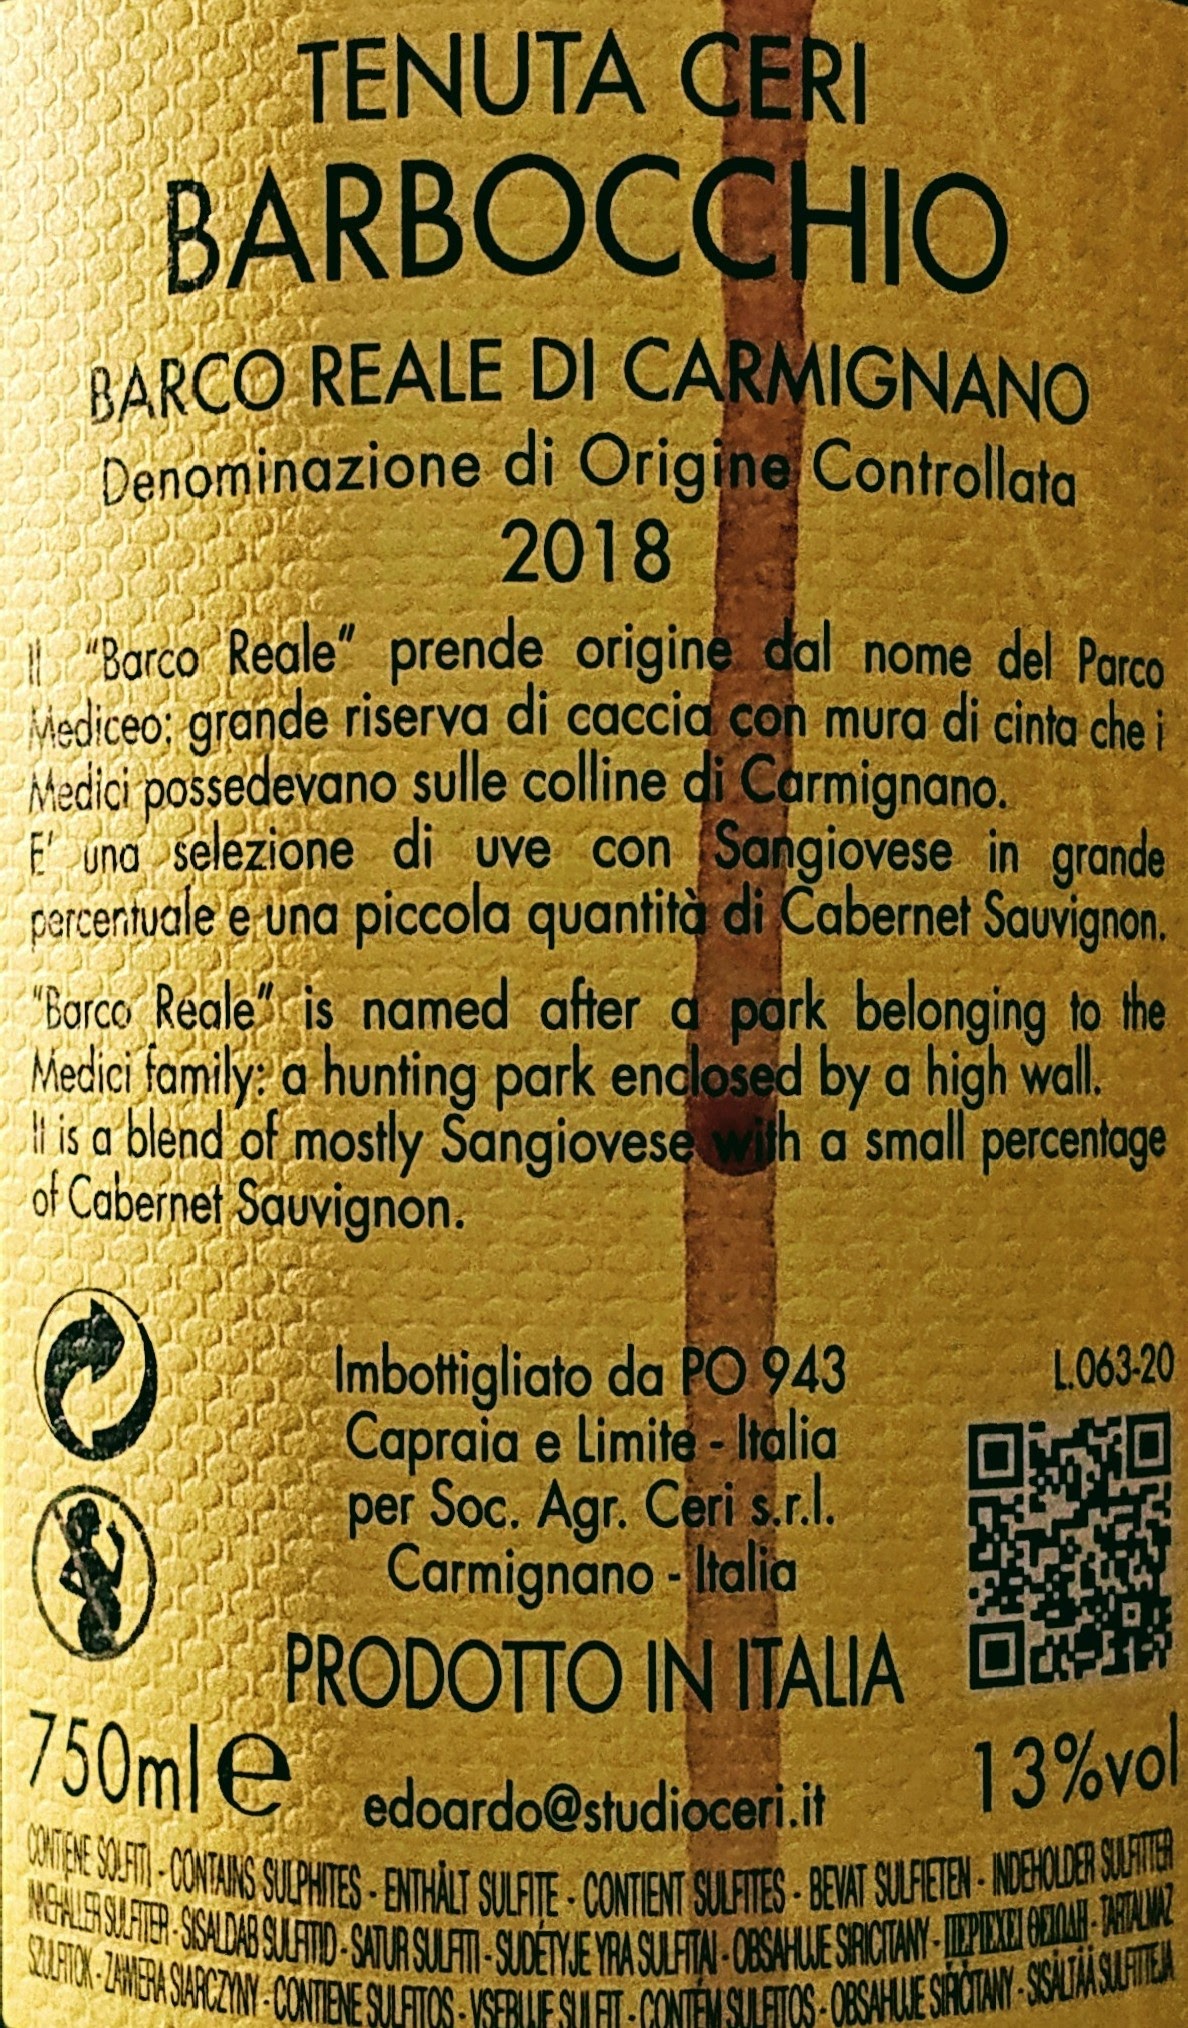 TENUTA CERI
BARBOCCHIO
BARCO REALE DI CARMIGNANO
Denominazione di Origine Controllata
2018
Il "Barco Reale" prende origine dal nome del Parco
Mediceo: grande riserva di caccia con mura di cinta che i
Medici possedevano sulle colline di Carmignano.
E' una selezione di uve con Sangiovese in grande
percentuale e una piccola quantità di Cabernet Sauvignon.
"Barco Reale" is named after a park belonging to the
Medici family: a hunting park enclosed by a high wall.
It is a blend of mostly Sangiovese with a small percentage
of Cabernet Sauvignon.
Imbottigliato da PO 943
Capraia e Limite - Italia
per Soc. Agr. Ceri s.r.l.
Carmignano - Italia
L.063-20
PRODOTTO IN ITALIA
750ml e
13%vol
edoardo@studioceri.it
CONTIENE SOLFITI - CONTAINS SULPHITES - ENTHÄLT SULFITE - CONTIENT SULFITES - BEVAT SULFIETEN - INDEHOLDER SULFITTER
INNEHALLER SULFITER - SISALDAB SULFITID - SATUR SULFITI - SUDĖTYJE YRA SULFITAI - OBSAHUJE SIRICITANY - ΠΕΡΙΕΧΕΙ ΘΕΙΩΔΗ - TARTALMAZ
SZULFITOK - ZAWIERA SIARCZYNY - CONTIENE SULFITOS - VSEBUJE SULFIT - CONTÉM SULFITOS - OBSAHUJE SIRIČITANY - SISÄLTÄÄ SULFIITTEJA